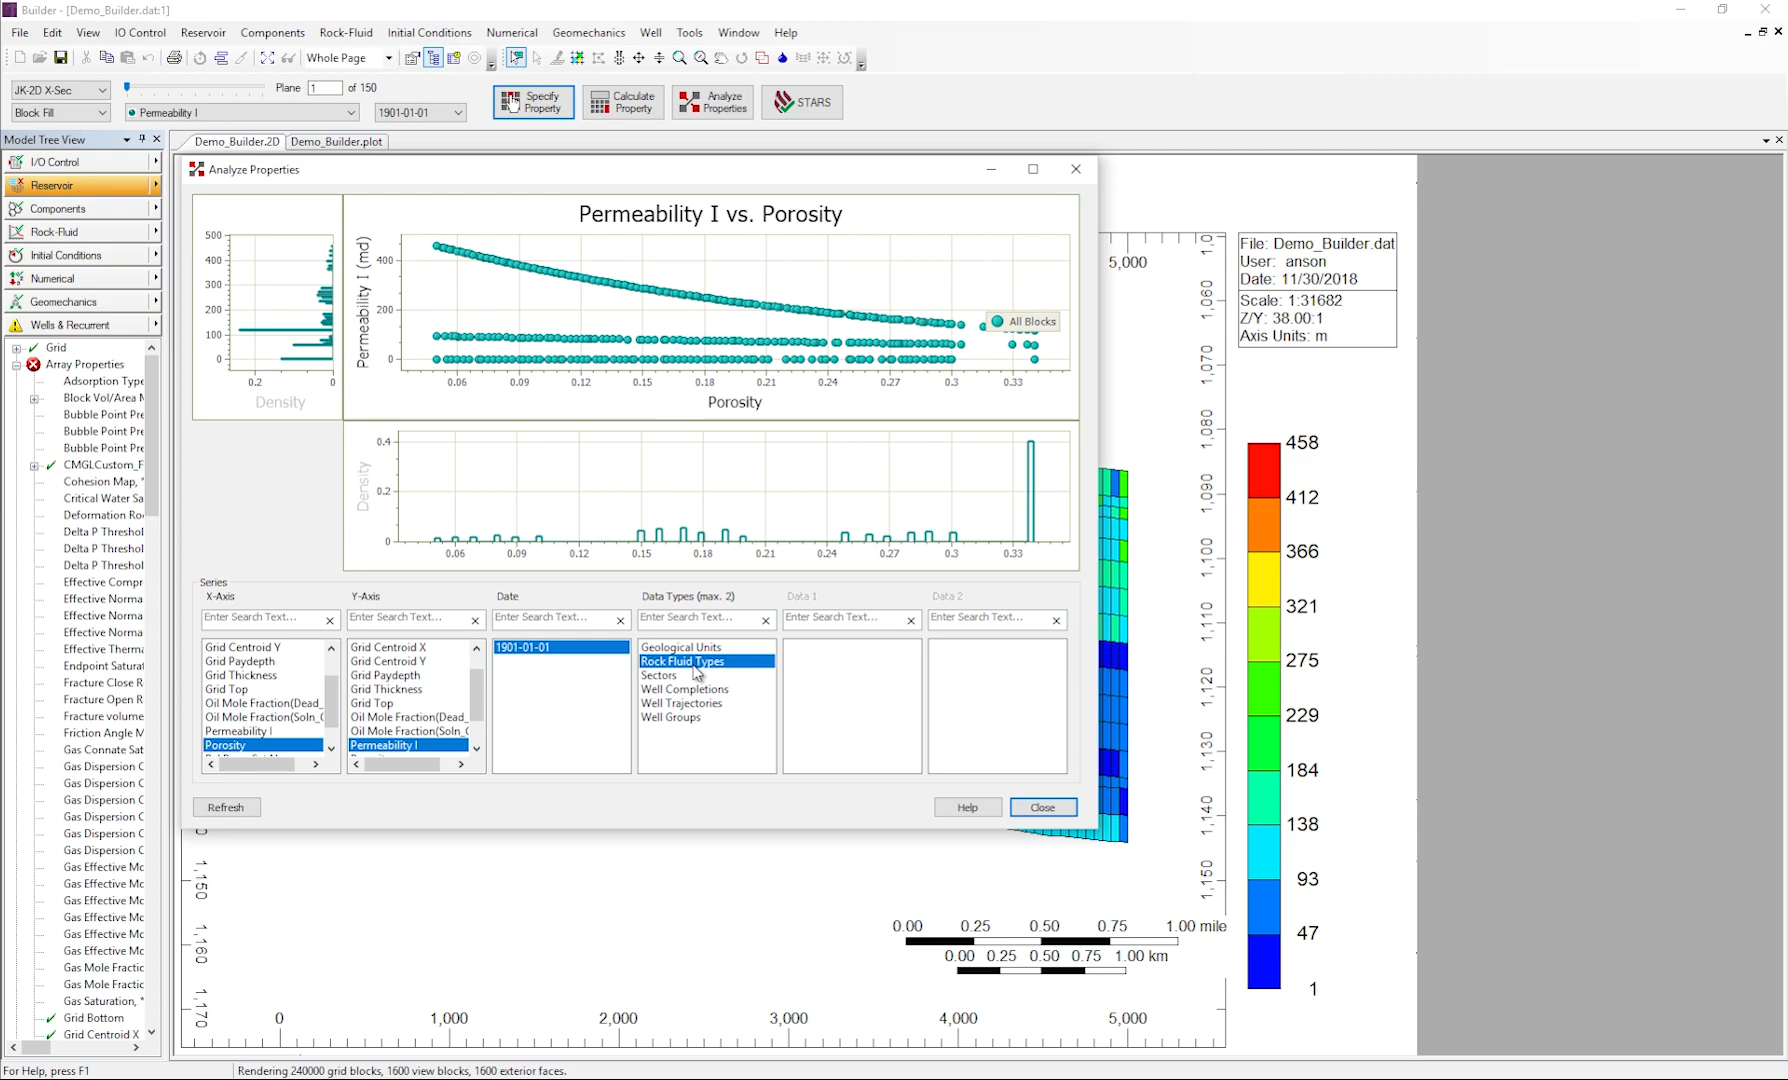 Builder - [Demo_Builder.dat:1]
File Edit View IO Control Reservoir Components Rock-Fluid Initial Conditions Numerical Geomechanics Well Tools Window Help
Whole Page
JK-2D X-Sec Plane 1 of 150
Block Fill Permeability I 1901-01-01
Specify Property
Calculate Property
Analyze Properties
STARS
Model Tree View
Demo_Builder.2D Demo_Builder.plot
I/O Control
Reservoir
Components
Rock-Fluid
Initial Conditions
Numerical
Geomechanics
Wells & Recurrent
Grid
Array Properties
Adsorption Type
Block Vol/Area M
Bubble Point Pre
Bubble Point Pre
Bubble Point Pre
CMGLCustom_F
Cohesion Map, *
Critical Water Sa
Deformation Ro
Delta P Threshol
Delta P Threshol
Delta P Threshol
Effective Compr
Effective Norma
Effective Norma
Effective Norma
Effective Therma
Endpoint Saturat
Fracture Close R
Fracture Open R
Fracture volume
Friction Angle M
Gas Connate Sat
Gas Dispersion C
Gas Dispersion C
Gas Dispersion C
Gas Dispersion C
Gas Dispersion C
Gas Dispersion C
Gas Effective Mc
Gas Effective Mc
Gas Effective Mc
Gas Effective Mc
Gas Effective Mc
Gas Effective Mc
Gas Mole Fractic
Gas Mole Fractic
Gas Saturation, *
Grid Bottom
Grid Centroid X
Analyze Properties
500
400
300
200
100
0
0.2 0
Density
Permeability I vs. Porosity
Permeability I (md)
400
200
0
All Blocks
0.06 0.09 0.12 0.15 0.18 0.21 0.24 0.27 0.3 0.33
Porosity
Density
0.4
0.2
0
0.06 0.09 0.12 0.15 0.18 0.21 0.24 0.27 0.3 0.33
Series
X-Axis Y-Axis Date Data Types (max. 2) Data 1 Data 2
Enter Search Text... Enter Search Text... Enter Search Text... Enter Search Text... Enter Search Text... Enter Search Text...
Grid Centroid Y
Grid Paydepth
Grid Thickness
Grid Top
Oil Mole Fraction(Dead_
Oil Mole Fraction(Soln_(
Permeability I
Porosity
Grid Centroid X
Grid Centroid Y
Grid Paydepth
Grid Thickness
Grid Top
Oil Mole Fraction(Dead_
Oil Mole Fraction(Soln_(
Permeability I
1901-01-01
Geological Units
Rock Fluid Types
Sectors
Well Completions
Well Trajectories
Well Groups
Refresh Help Close
5,000
1,060
1,070
1,080
1,090
1,100
1,110
1,120
1,130
1,140
1,150
File: Demo_Builder.dat
User: anson
Date: 11/30/2018
Scale: 1:31682
Z/Y: 38.00:1
Axis Units: m
458
412
366
321
275
229
184
138
93
47
1
1,150
1,160
1,170
0.00 0.25 0.50 0.75 1.00 mile
0.00 0.25 0.50 0.75 1.00 km
0 1,000 2,000 3,000 4,000 5,000
For Help, press F1 Rendering 240000 grid blocks, 1600 view blocks, 1600 exterior faces.